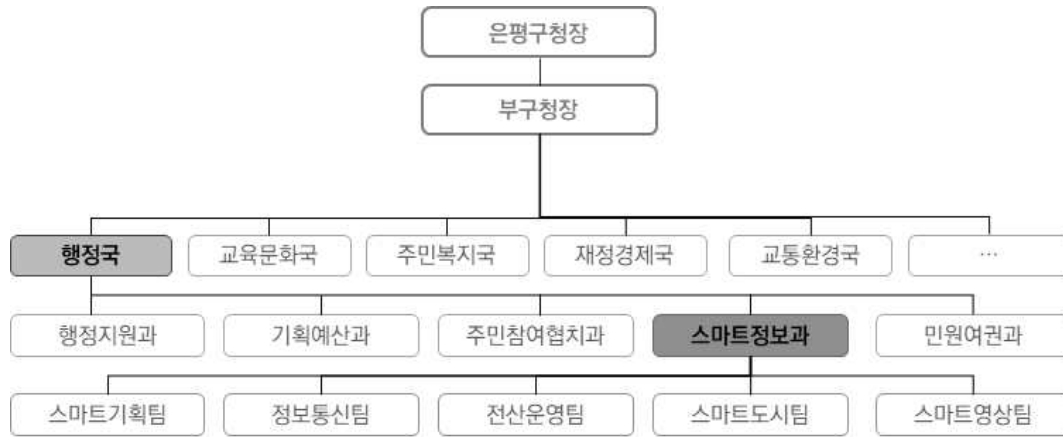 은평구청장
부구청장
행정국 교육문화국 주민복지국 재정경제국 교통환경국 …
행정지원과 기획예산과 주민참여협치과 스마트정보과 민원여권과
스마트기획팀 정보통신팀 전산운영팀 스마트도시팀 스마트영상팀